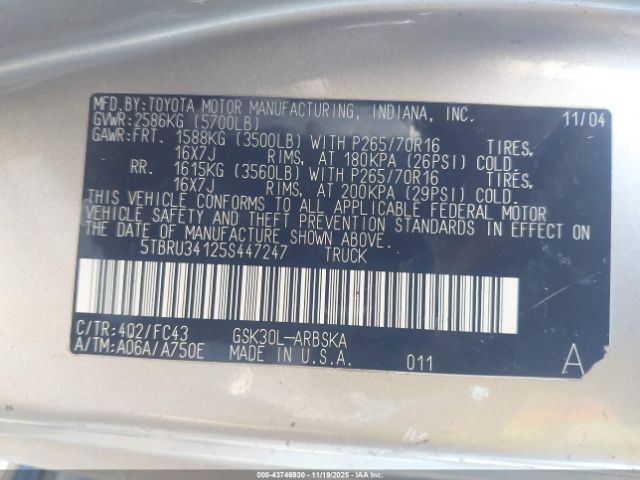 MFD.BY:TOYOTA MOTOR MANUFACTURING, INDIANA, INC. 11/04
GVWR:2586KG (5700LB)
GAWR:FRT. 1588KG (3500LB) WITH P265/70R16 TIRES,
16X7J RIMS, AT 180KPA (26PSI) COLD.
RR. 1615KG (3560LB) WITH P265/70R16 TIRES,
16X7J RIMS, AT 200KPA (29PSI) COLD.
THIS VEHICLE CONFORMS TO ALL APPLICABLE FEDERAL MOTOR
VEHICLE SAFETY AND THEFT PREVENTION STANDARDS IN EFFECT ON
THE DATE OF MANUFACTURE SHOWN ABOVE.
5TBRU34125S447247 TRUCK
C/TR:4Q2/FC43 GSK30L-ARBSKA
A/TM:A06A/A750E MADE IN U.S.A. 011 A
000-43746930 - 11/19/2025 - IAAI.COM